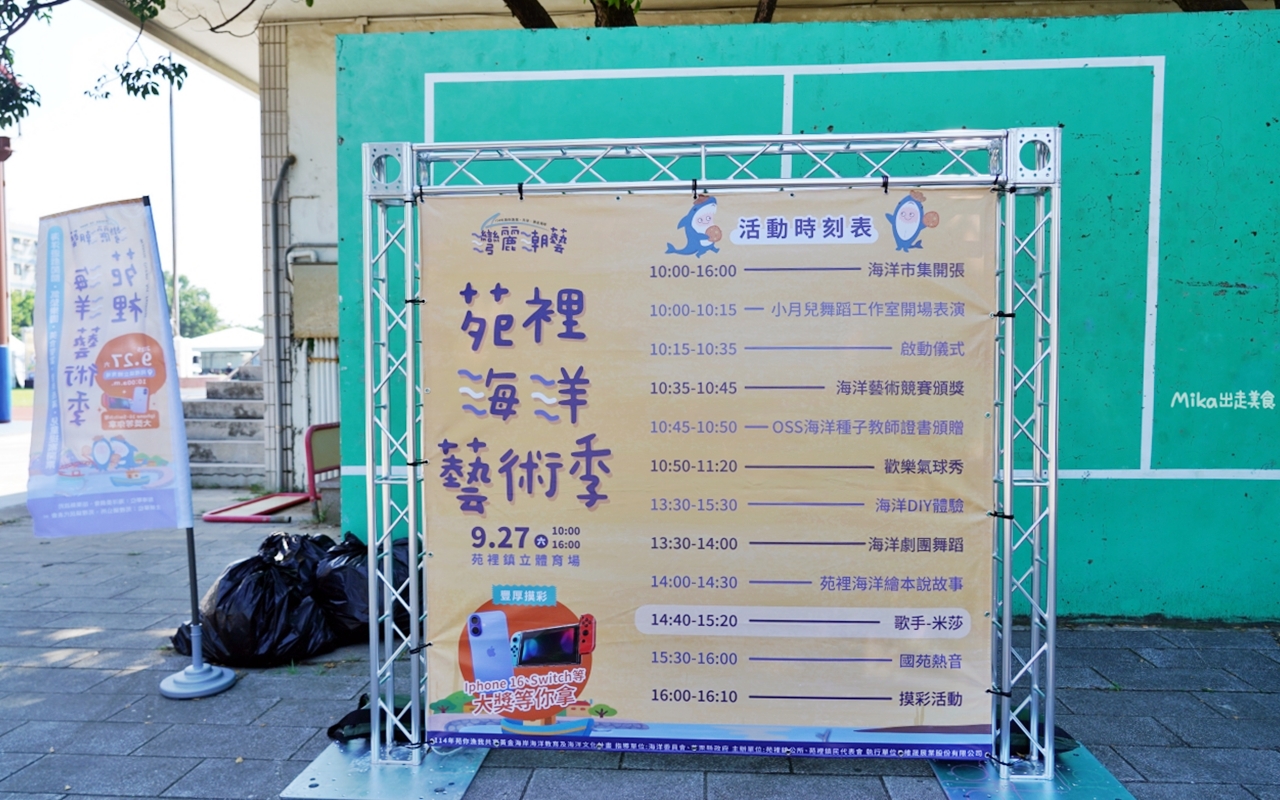 灣麗潮藝
苑裡
海洋
藝術季
9.27 六 10:00
16:00
苑裡鎮立體育場
豐厚摸彩
Iphone 16、Switch等
大獎等你拿
活動時刻表
10:00-16:00 海洋市集開張
10:00-10:15 小月兒舞蹈工作室開場表演
10:15-10:35 啟動儀式
10:35-10:45 海洋藝術競賽頒獎
10:45-10:50 OSS海洋種子教師證書頒贈
10:50-11:20 歡樂氣球秀
13:30-15:30 海洋DIY體驗
13:30-14:00 海洋劇團舞蹈
14:00-14:30 苑裡海洋繪本說故事
14:40-15:20 歌手-米莎
15:30-16:00 國苑熱音
16:00-16:10 摸彩活動
Mika出走美食
苑裡
海洋
藝術季
9.27
大獎等你拿